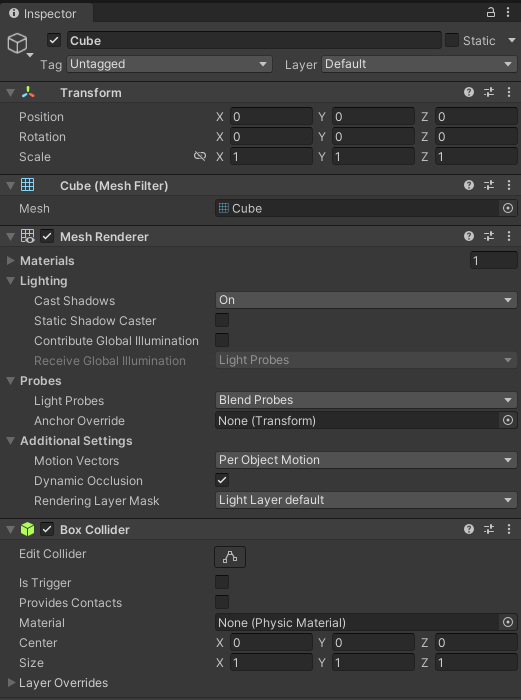 Inspector
Cube Static
Tag Untagged Layer Default
Transform
Position X 0 Y 0 Z 0
Rotation X 0 Y 0 Z 0
Scale X 1 Y 1 Z 1
Cube (Mesh Filter)
Mesh Cube
Mesh Renderer
Materials 1
Lighting
Cast Shadows On
Static Shadow Caster
Contribute Global Illumination
Receive Global Illumination Light Probes
Probes
Light Probes Blend Probes
Anchor Override None (Transform)
Additional Settings
Motion Vectors Per Object Motion
Dynamic Occlusion
Rendering Layer Mask Light Layer default
Box Collider
Edit Collider
Is Trigger
Provides Contacts
Material None (Physic Material)
Center X 0 Y 0 Z 0
Size X 1 Y 1 Z 1
Layer Overrides